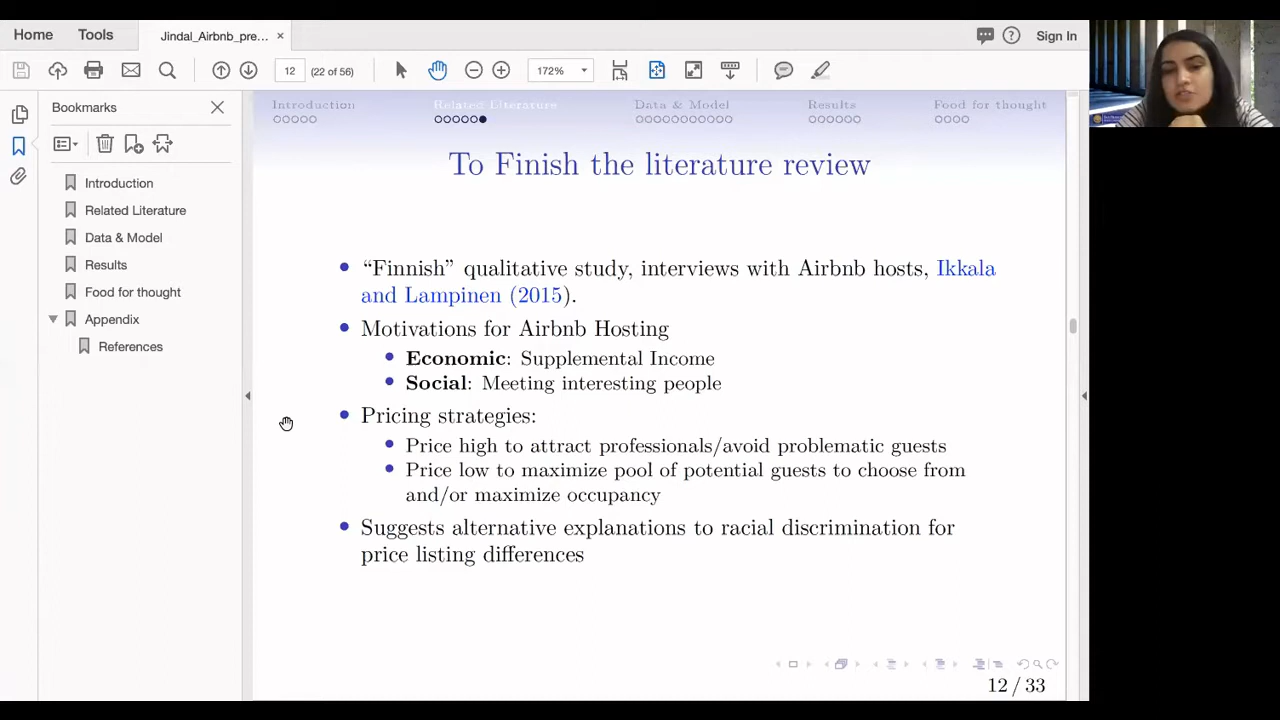 Home Tools Jindal_Airbnb_pre... × Sign In
12 (22 of 56) 172%
Bookmarks
Introduction
Related Literature
Data & Model
Results
Food for thought
Appendix
References
Introduction Related Literature Data & Model Results Food for thought
To Finish the literature review
• “Finnish” qualitative study, interviews with Airbnb hosts, Ikkala
and Lampinen (2015).
• Motivations for Airbnb Hosting
• Economic: Supplemental Income
• Social: Meeting interesting people
• Pricing strategies:
• Price high to attract professionals/avoid problematic guests
• Price low to maximize pool of potential guests to choose from
and/or maximize occupancy
• Suggests alternative explanations to racial discrimination for
price listing differences
12 / 33